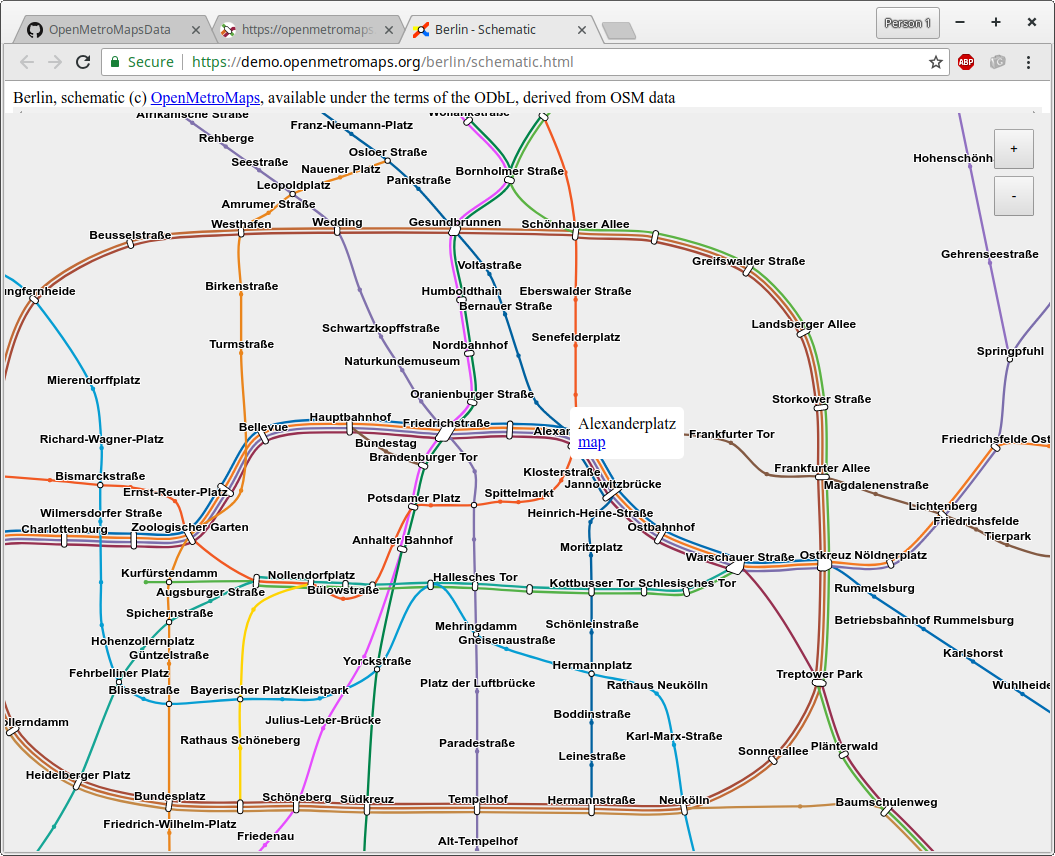 OpenMetroMapsData
https://openmetromaps
Berlin - Schematic
Person 1
Secure
https://demo.openmetromaps.org/berlin/schematic.html
ABP
Berlin, schematic (c) OpenMetroMaps, available under the terms of the ODbL, derived from OSM data
Afrikanische Straße
Wollankstraße
Franz-Neumann-Platz
Rehberge
+
Osloer Straße
Seestraße
Hohenschönh
Nauener Platz
Bornholmer Straße
Pankstraße
Leopoldplatz
-
Amrumer Straße
Westhafen
Wedding
Gesundbrunnen
Schönhauser Allee
Beusselstraße
Gehrenseestraße
Greifswalder Straße
Voltastraße
Birkenstraße
ungfernheide
Humboldthain
Eberswalder Straße
Bernauer Straße
Landsberger Allee
Schwartzkopffstraße
Senefelderplatz
Turmstraße
Nordbahnhof
Springpfuhl
Naturkundemuseum
Mierendorffplatz
Oranienburger Straße
Storkower Straße
Hauptbahnhof
Friedrichstraße
Alexanderplatz
map
Bellevue
Alexan
Frankfurter Tor
Richard-Wagner-Platz
Bundestag
Friedrichsfelde Ost
Brandenburger Tor
Frankfurter Allee
Klosterstraße
Bismarckstraße
Jannowitzbrücke
Magdalenenstraße
Ernst-Reuter-Platz
Potsdamer Platz
Spittelmarkt
Lichtenberg
Wilmersdorfer Straße
Heinrich-Heine-Straße
Friedrichsfelde
Charlottenburg
Zoologischer Garten
Ostbahnhof
Tierpark
Anhalter Bahnhof
Moritzplatz
Warschauer Straße
Ostkreuz
Nöldnerplatz
Kurfürstendamm
Nollendorfplatz
Hallesches Tor
Kottbusser Tor
Schlesisches Tor
Augsburger Straße
Bülowstraße
Rummelsburg
Spichernstraße
Mehringdamm
Schönleinstraße
Betriebsbahnhof Rummelsburg
Hohenzollernplatz
Gneisenaustraße
Güntzelstraße
Yorckstraße
Hermannplatz
Karlshorst
Fehrbelliner Platz
Treptower Park
Blissestraße
Bayerischer Platz
Kleistpark
Platz der Luftbrücke
Rathaus Neukölln
Wuhlheide
ollerndamm
Julius-Leber-Brücke
Boddinstraße
Rathaus Schöneberg
Paradestraße
Karl-Marx-Straße
Plänterwald
Leinestraße
Sonnenallee
Heidelberger Platz
Bundesplatz
Schöneberg
Südkreuz
Tempelhof
Hermannstraße
Neukölln
Baumschulenweg
Friedrich-Wilhelm-Platz
Friedenau
Alt-Tempelhof